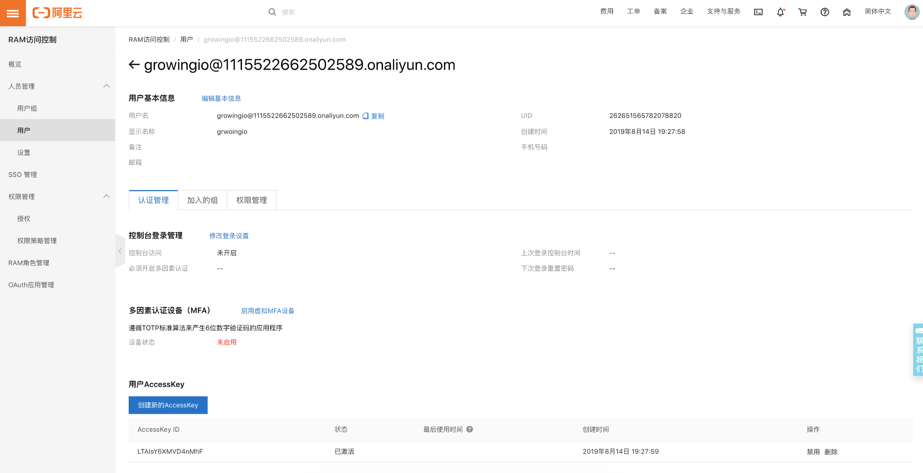 阿里云
搜索
费用 工单 备案 企业 支持与服务 简体中文
RAM访问控制
概览
人员管理
用户组
用户
设置
SSO 管理
权限管理
授权
权限策略管理
RAM角色管理
OAuth应用管理
RAM访问控制 / 用户 / growingio@1115522662502589.onaliyun.com
← growingio@1115522662502589.onaliyun.com
用户基本信息 编辑基本信息
用户名 growingio@1115522662502589.onaliyun.com 复制 UID 262651565782078820
显示名称 grwoingio 创建时间 2019年8月14日 19:27:58
备注 手机号码
邮箱
认证管理 加入的组 权限管理
控制台登录管理 修改登录设置
控制台访问 未开启 上次登录控制台时间 --
必须开启多因素认证 -- 下次登录重置密码 --
多因素认证设备（MFA） 启用虚拟MFA设备
遵循TOTP标准算法来产生6位数字验证码的应用程序
设备状态 未启用
用户AccessKey
创建新的AccessKey
AccessKey ID 状态 最后使用时间 创建时间 操作
LTAIsY6XMVD4nMhF 已激活 2019年8月14日 19:27:59 禁用 删除
联系我们